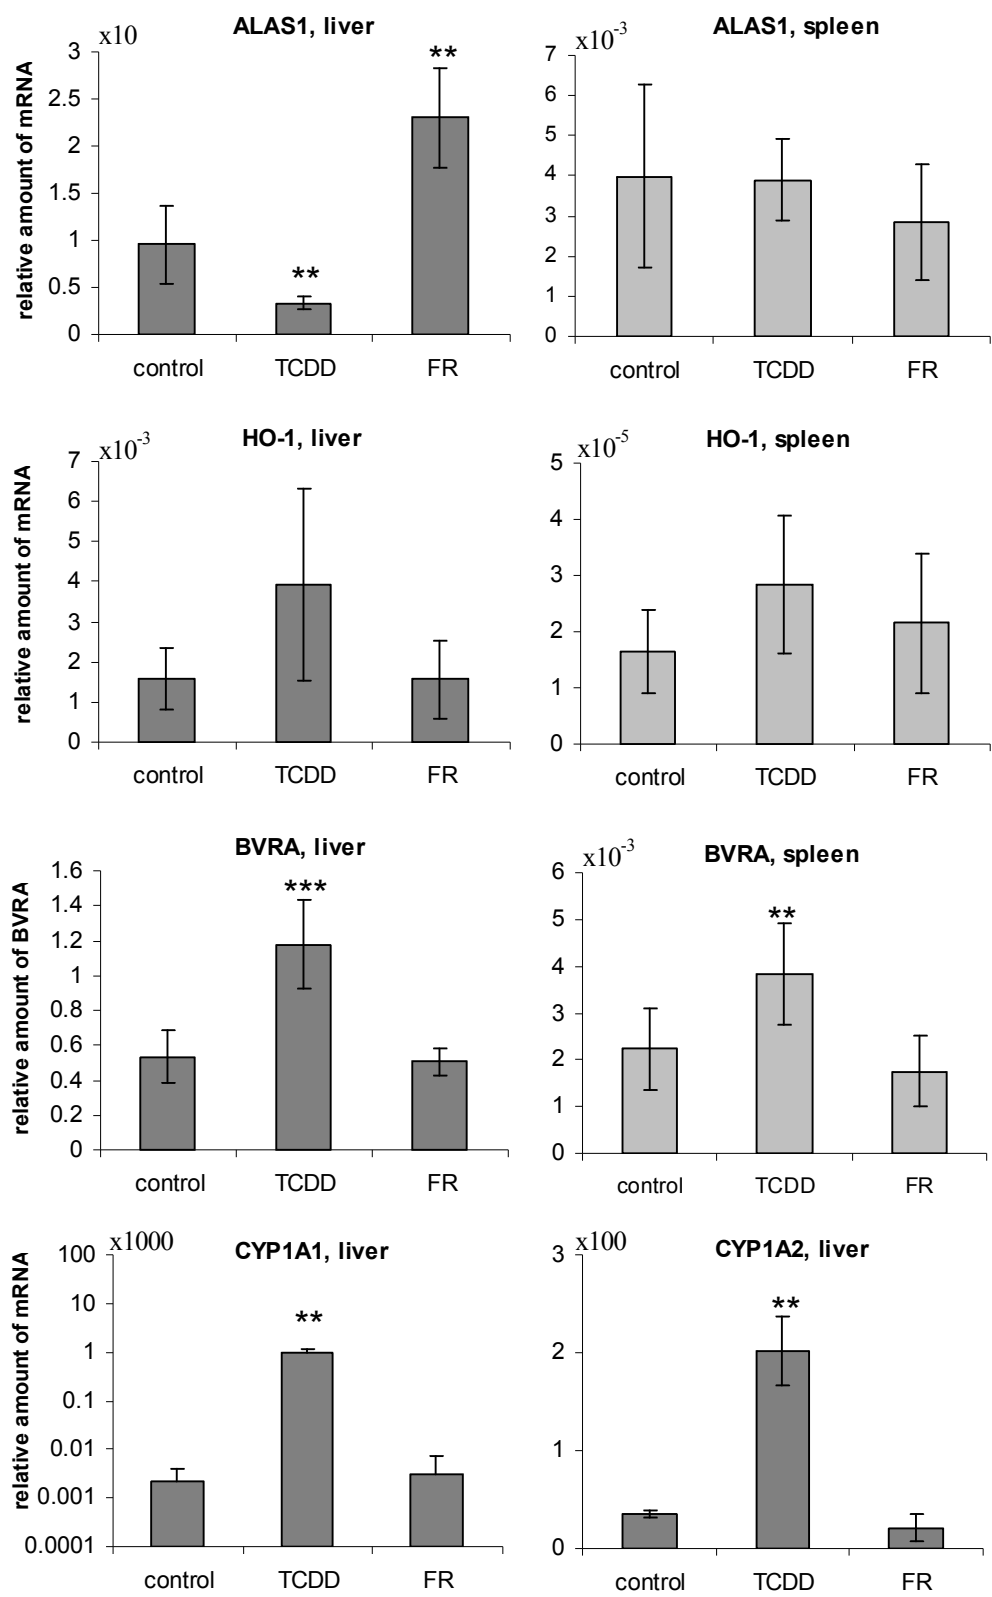 ALAS1, liver
x10
relative amount of mRNA
3
2.5
2
1.5
1
0.5
0
**
**
control TCDD FR
ALAS1, spleen
x10-3
7
6
5
4
3
2
1
0
control TCDD FR
HO-1, liver
x10-3
relative amount of mRNA
7
6
5
4
3
2
1
0
control TCDD FR
HO-1, spleen
x10-5
5
4
3
2
1
0
control TCDD FR
BVRA, liver
relative amount of BVRA
1.6
1.4
1.2
1
0.8
0.6
0.4
0.2
0
***
control TCDD FR
BVRA, spleen
x10-3
6
5
4
3
2
1
0
**
control TCDD FR
CYP1A1, liver
x1000
relative amount of mRNA
100
10
1
0.1
0.01
0.001
0.0001
**
control TCDD FR
CYP1A2, liver
x100
3
2
1
0
**
control TCDD FR